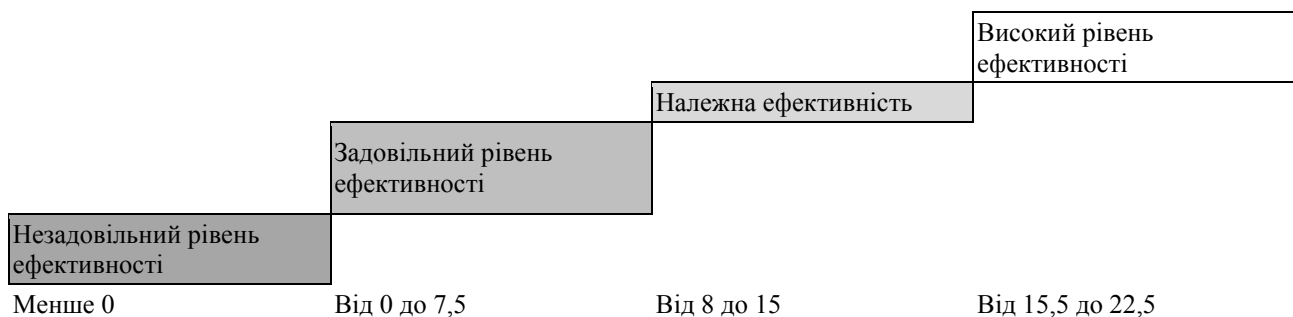 Високий рівень
ефективності
Належна ефективність
Задовільний рівень
ефективності
Незадовільний рівень
ефективності
Менше 0
Від 0 до 7,5
Від 8 до 15
Від 15,5 до 22,5